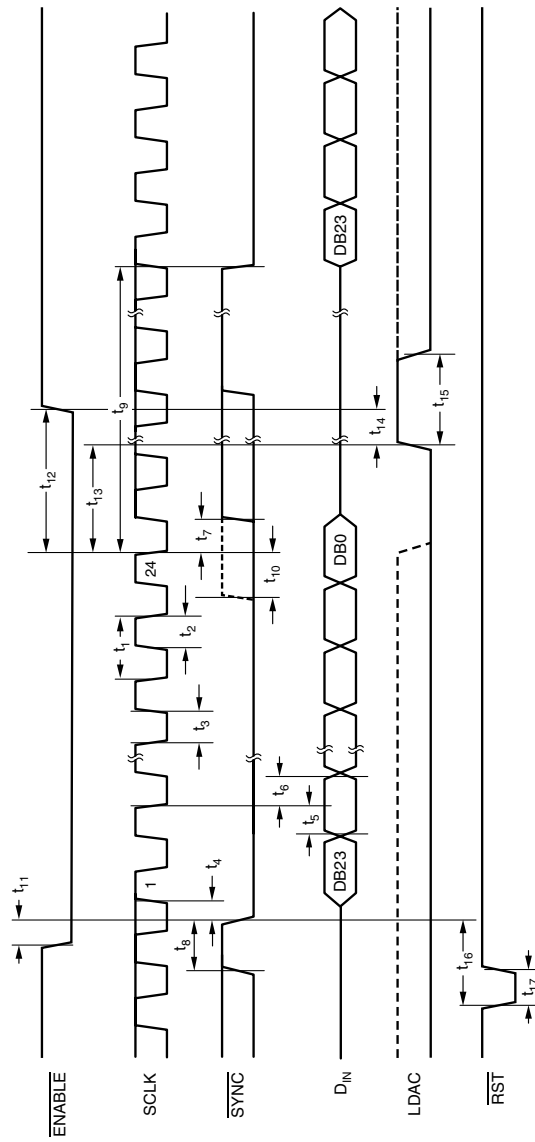 ENABLE
t11
t12
SCLK
1
24
t1
t2
t3
t13
t9
SYNC
t8
t4
t10
t7
DIN
DB23
t5
t6
DB0
DB23
LDAC
t14
t15
RST
t16
t17